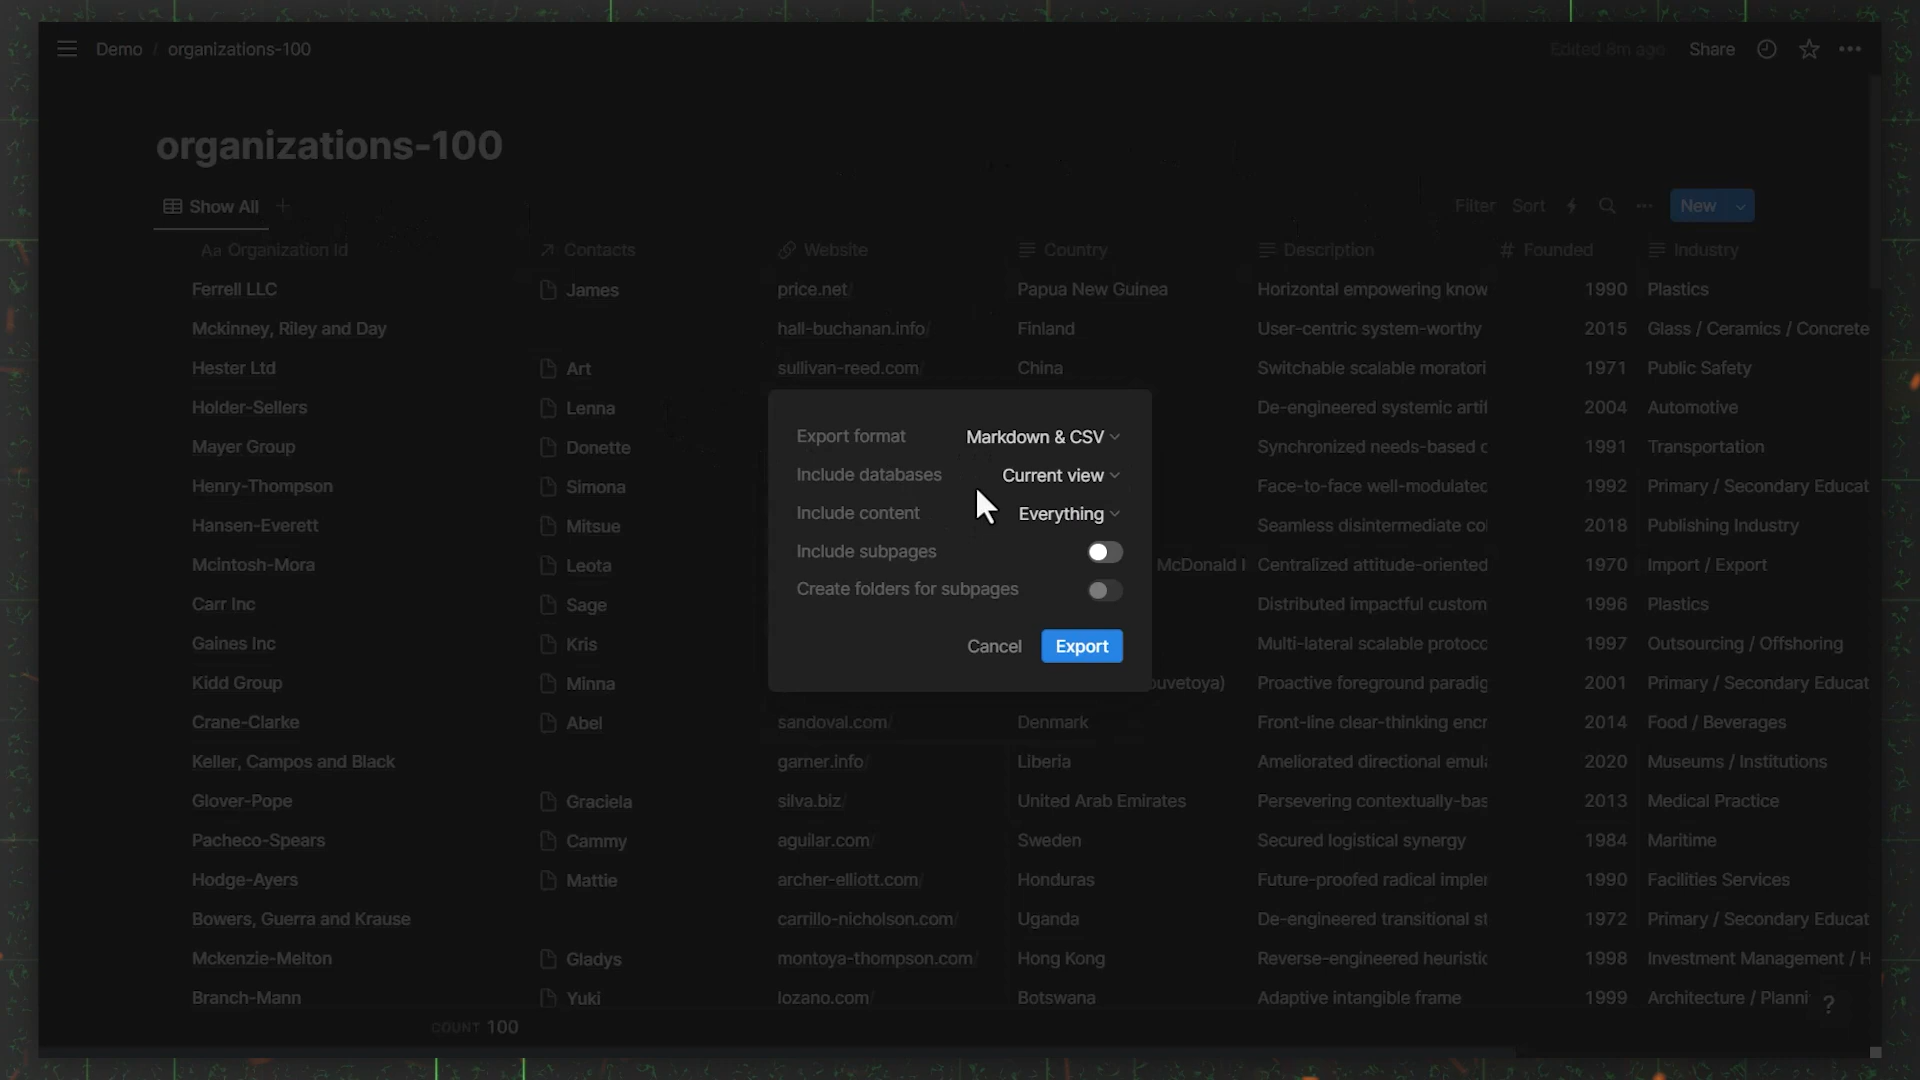 Demo / organizations-100
Edited 8m ago Share
organizations-100
Show All
Filter Sort New
Aa Organization Id Contacts Website Country Description # Founded Industry
Ferrell LLC James price.net/ Papua New Guinea Horizontal empowering know 1990 Plastics
Mckinney, Riley and Day hall-buchanan.info/ Finland User-centric system-worthy 2015 Glass / Ceramics / Concrete
Hester Ltd Art sullivan-reed.com/ China Switchable scalable moratori 1971 Public Safety
Holder-Sellers Lenna De-engineered systemic artif 2004 Automotive
Mayer Group Donette Synchronized needs-based c 1991 Transportation
Henry-Thompson Simona Face-to-face well-modulated 1992 Primary / Secondary Educat
Hansen-Everett Mitsue Seamless disintermediate co 2018 Publishing Industry
Mcintosh-Mora Leota McDonald I Centralized attitude-oriented 1970 Import / Export
Carr Inc Sage Distributed impactful custom 1996 Plastics
Gaines Inc Kris Multi-lateral scalable protoco 1997 Outsourcing / Offshoring
Kidd Group Minna ouvetoya) Proactive foreground paradig 2001 Primary / Secondary Educat
Crane-Clarke Abel sandoval.com/ Denmark Front-line clear-thinking encr 2014 Food / Beverages
Keller, Campos and Black garner.info/ Liberia Ameliorated directional emula 2020 Museums / Institutions
Glover-Pope Graciela silva.biz/ United Arab Emirates Persevering contextually-bas 2013 Medical Practice
Pacheco-Spears Cammy aguilar.com/ Sweden Secured logistical synergy 1984 Maritime
Hodge-Ayers Mattie archer-elliott.com/ Honduras Future-proofed radical implem 1990 Facilities Services
Bowers, Guerra and Krause carrillo-nicholson.com/ Uganda De-engineered transitional st 1972 Primary / Secondary Educat
Mckenzie-Melton Gladys montoya-thompson.com/ Hong Kong Reverse-engineered heuristic 1998 Investment Management / H
Branch-Mann Yuki lozano.com/ Botswana Adaptive intangible frame 1999 Architecture / Planni
COUNT 100
?
Export format Markdown & CSV
Include databases Current view
Include content Everything
Include subpages
Create folders for subpages
Cancel Export